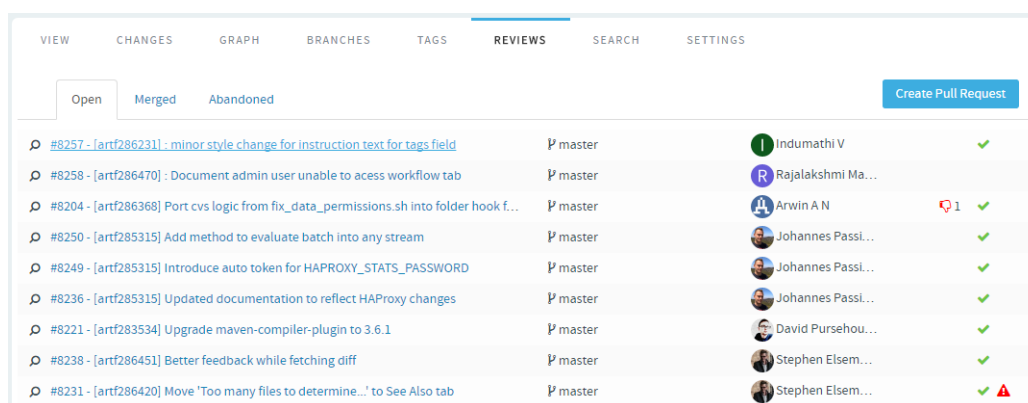 VIEW CHANGES GRAPH BRANCHES TAGS REVIEWS SEARCH SETTINGS
Open Merged Abandoned Create Pull Request
#8257 - [artf286231] : minor style change for instruction text for tags field master I Indumathi V
#8258 - [artf286470] : Document admin user unable to acess workflow tab master R Rajalakshmi Ma...
#8204 - [artf286368] Port cvs logic from fix_data_permissions.sh into folder hook f... master Arwin A N 1
#8250 - [artf285315] Add method to evaluate batch into any stream master Johannes Passi...
#8249 - [artf285315] Introduce auto token for HAPROXY_STATS_PASSWORD master Johannes Passi...
#8236 - [artf285315] Updated documentation to reflect HAProxy changes master Johannes Passi...
#8221 - [artf283534] Upgrade maven-compiler-plugin to 3.6.1 master David Pursehou...
#8238 - [artf286451] Better feedback while fetching diff master Stephen Elsem...
#8231 - [artf286420] Move 'Too many files to determine...' to See Also tab master Stephen Elsem...